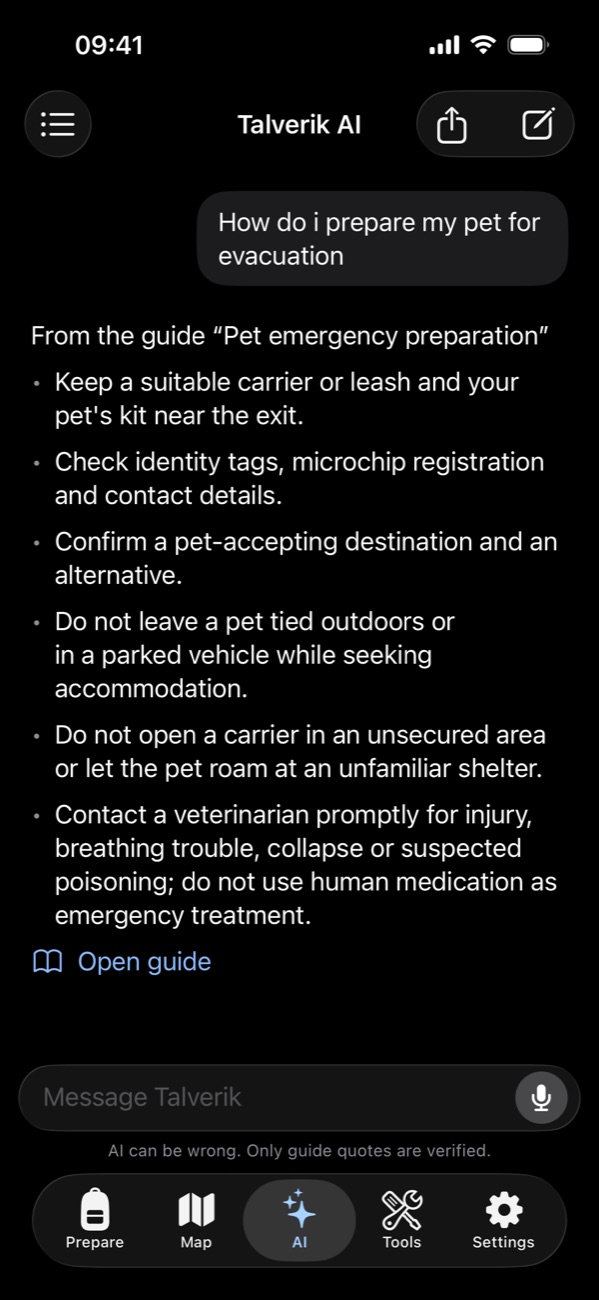 09:41
Talverik AI
How do i prepare my pet for
evacuation
From the guide “Pet emergency preparation”
• Keep a suitable carrier or leash and your
pet's kit near the exit.
• Check identity tags, microchip registration
and contact details.
• Confirm a pet-accepting destination and an
alternative.
• Do not leave a pet tied outdoors or
in a parked vehicle while seeking
accommodation.
• Do not open a carrier in an unsecured area
or let the pet roam at an unfamiliar shelter.
• Contact a veterinarian promptly for injury,
breathing trouble, collapse or suspected
poisoning; do not use human medication as
emergency treatment.
Open guide
Message Talverik
AI can be wrong. Only guide quotes are verified.
Prepare Map AI Tools Settings